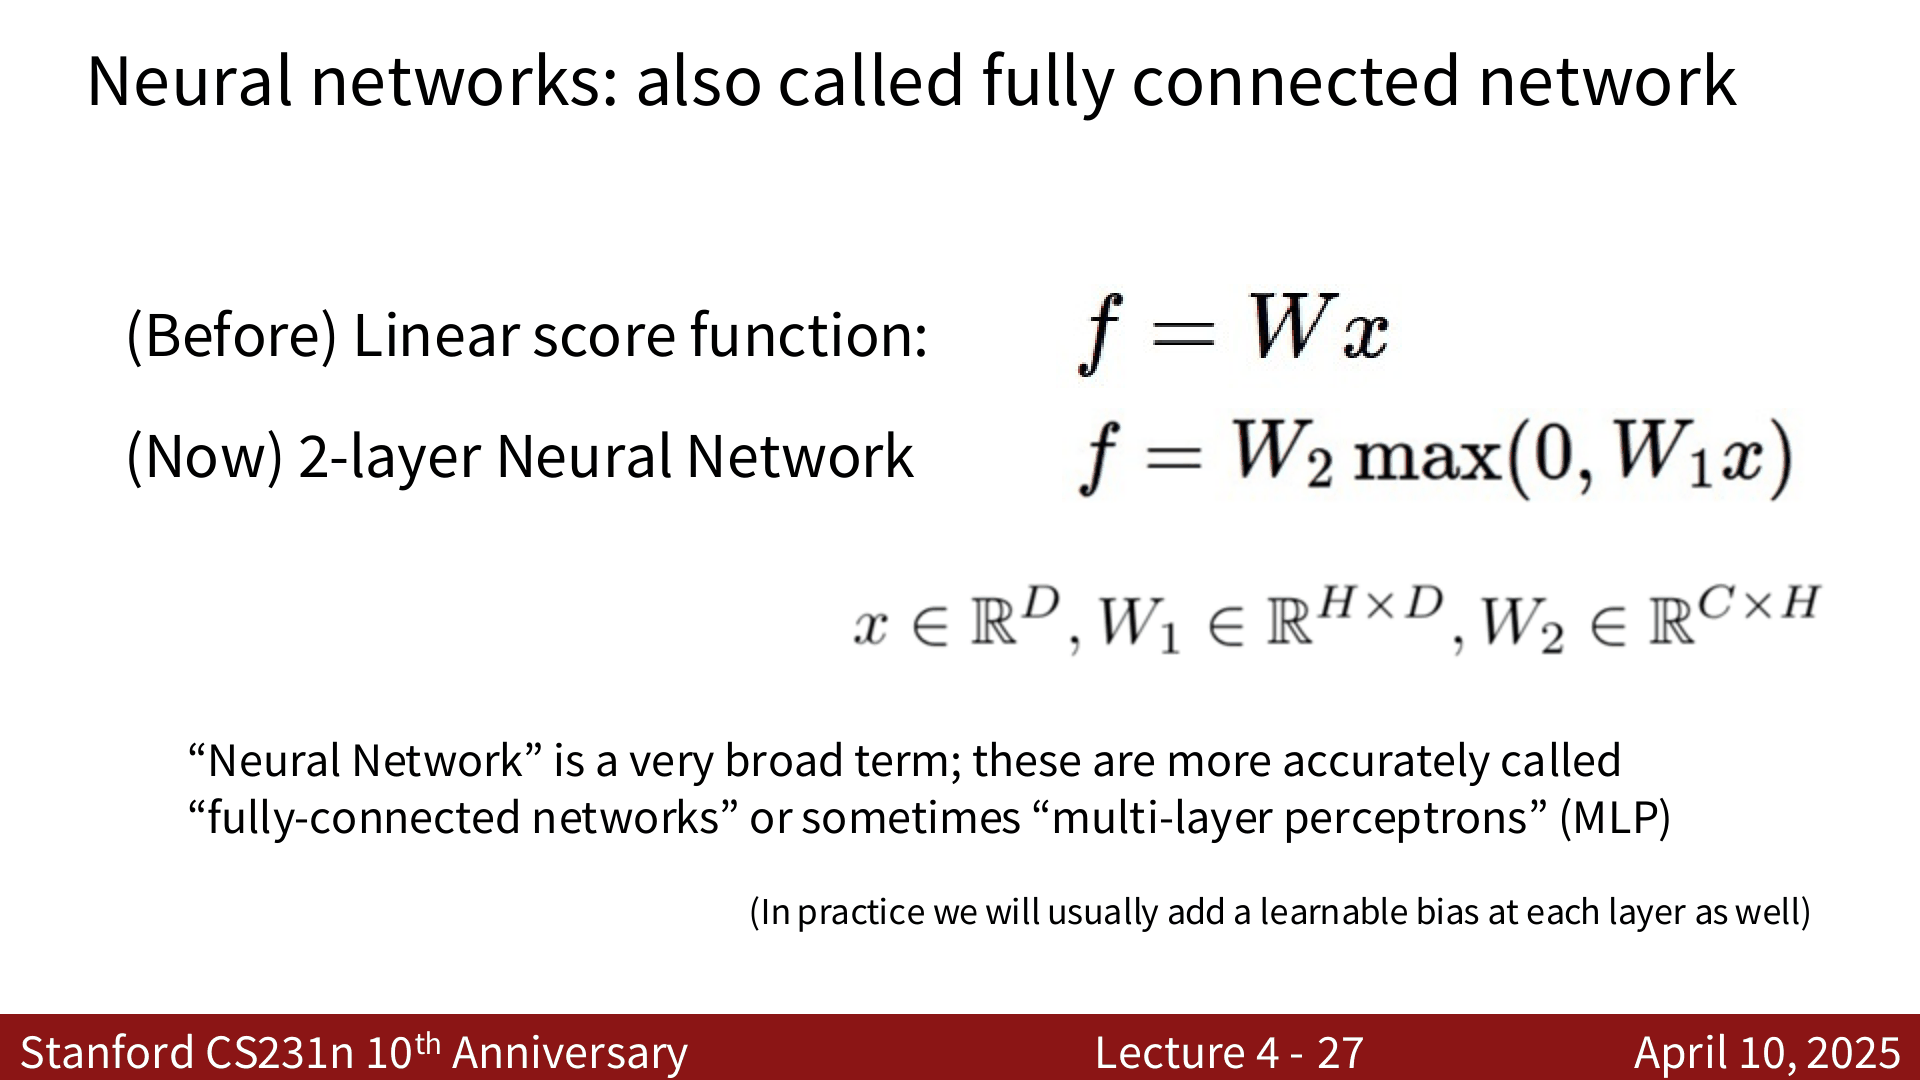 Neural networks: also called fully connected network
(Before) Linear score function: f = Wx
(Now) 2-layer Neural Network f = W₂ max(0, W₁x)
x ∈ ℝᴰ, W₁ ∈ ℝᴴˣᴰ, W₂ ∈ ℝ^{C×H}
“Neural Network” is a very broad term; these are more accurately called
“fully-connected networks” or sometimes “multi-layer perceptrons” (MLP)
(In practice we will usually add a learnable bias at each layer as well)
Stanford CS231n 10th Anniversary Lecture 4 - 27 April 10, 2025